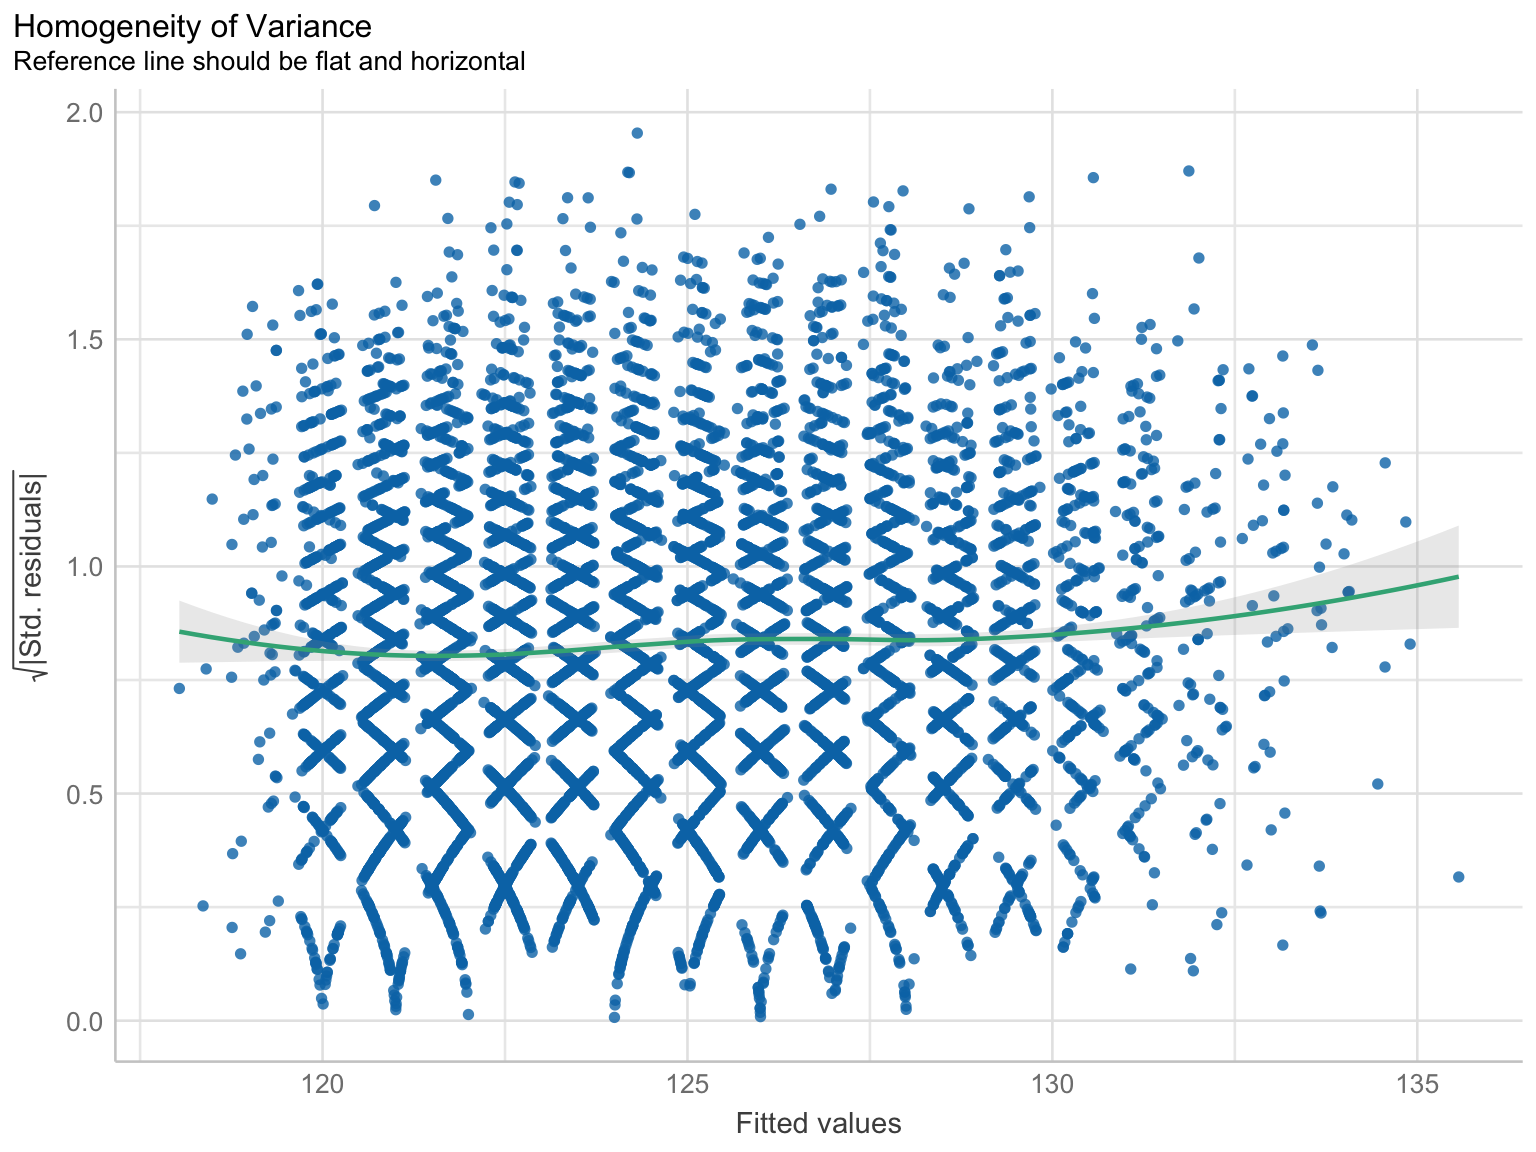 Homogeneity of Variance
Reference line should be flat and horizontal
2.0
1.5
1.0
0.5
0.0
√|Std. residuals|
120 125 130 135
Fitted values